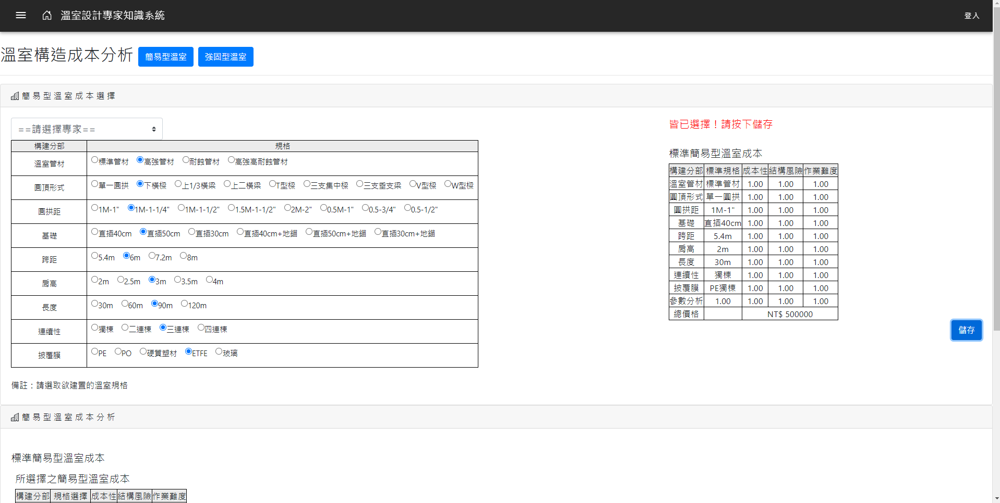 溫室設計專家知識系統
登入
溫室構造成本分析 簡易型溫室 強固型溫室
簡易型溫室成本選擇
==請選擇專家==
構建分部 規格
溫室管材 標準管材 高強管材 耐蝕管材 高強高耐蝕管材
圓頂形式 單一圓拱 下橫樑 上1/3橫梁 上二橫梁 T型樑 三支集中樑 三支垂支梁 V型樑 W型樑
圓拱距 1M-1" 1M-1-1/4" 1M-1-1/2" 1.5M-1-1/2" 2M-2" 0.5M-1" 0.5-3/4" 0.5-1/2"
基礎 直插40cm 直插50cm 直插30cm 直插40cm+地錨 直插50cm+地錨 直插30cm+地錨
跨距 5.4m 6m 7.2m 8m
肩高 2m 2.5m 3m 3.5m 4m
長度 30m 60m 90m 120m
連續性 獨棟 二連棟 三連棟 四連棟
披覆膜 PE PO 硬質塑材 ETFE 玻璃
備註：請選取欲建置的溫室規格
皆已選擇！請按下儲存
標準簡易型溫室成本
構建分部 標準規格 成本性 結構風險 作業難度
溫室管材 標準管材 1.00 1.00 1.00
圓頂形式 單一圓拱 1.00 1.00 1.00
圓拱距 1M-1" 1.00 1.00 1.00
基礎 直插40cm 1.00 1.00 1.00
跨距 5.4m 1.00 1.00 1.00
肩高 2m 1.00 1.00 1.00
長度 30m 1.00 1.00 1.00
連續性 獨棟 1.00 1.00 1.00
披覆膜 PE獨棟 1.00 1.00 1.00
參數分析 1.00 1.00 1.00 1.00
總價格 NT$ 500000
儲存
簡易型溫室成本分析
標準簡易型溫室成本
所選擇之簡易型溫室成本
構建分部 規格選擇 成本性 結構風險 作業難度